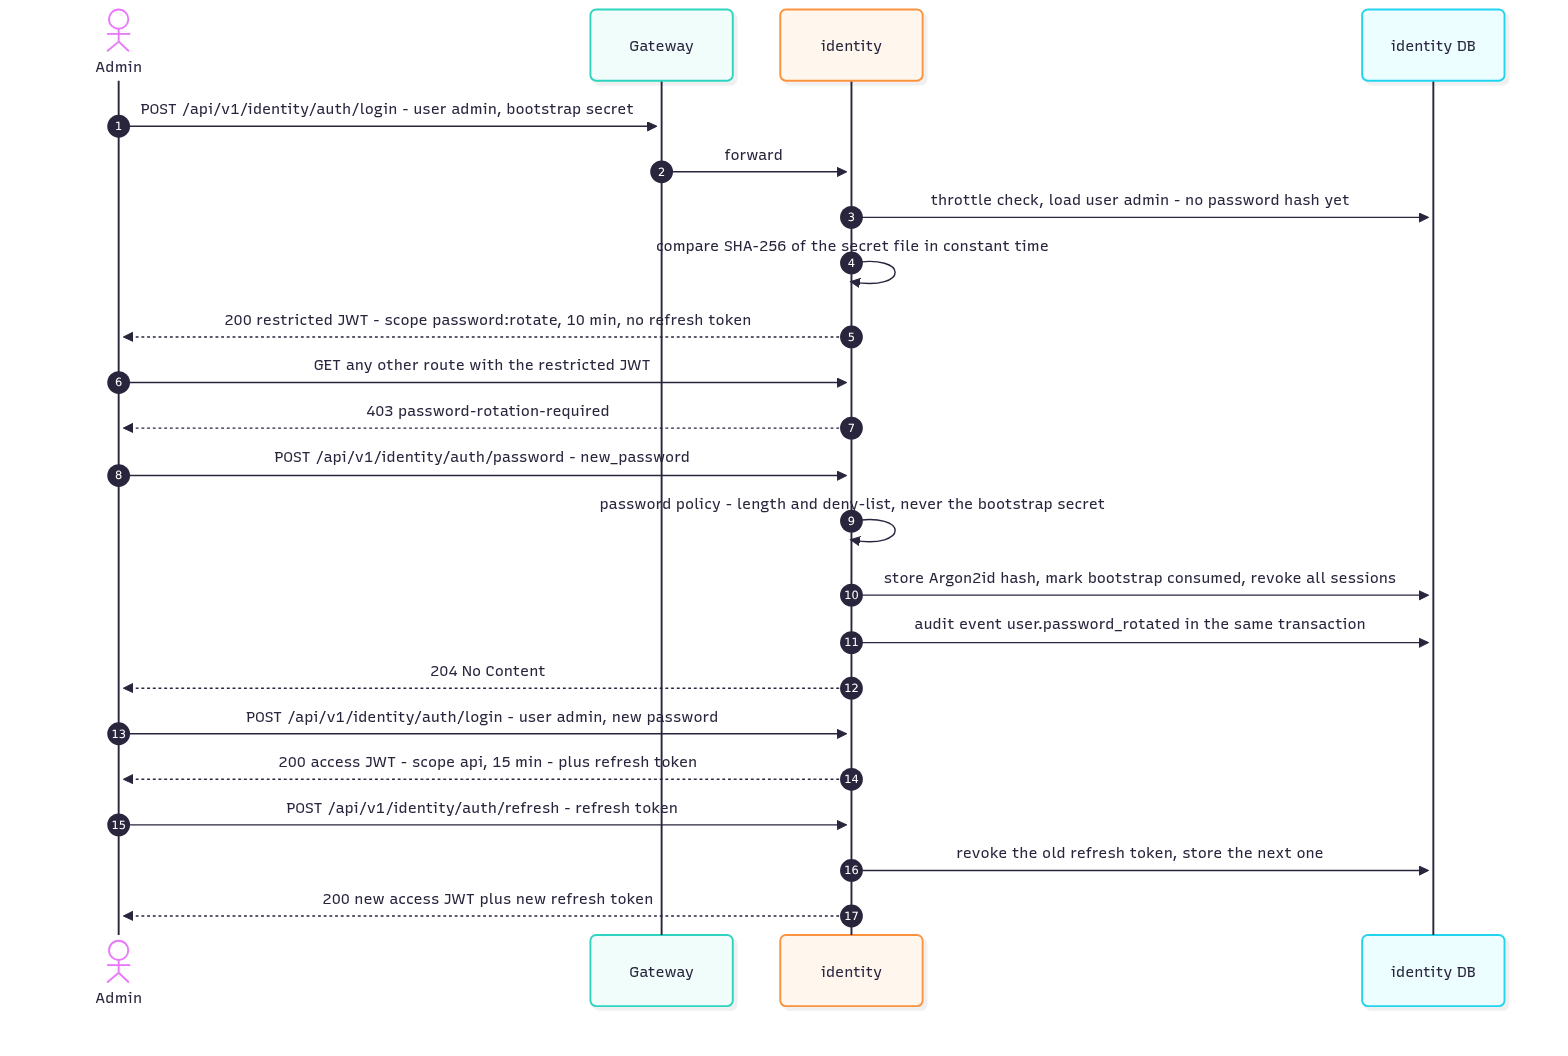 Admin
Gateway
identity
identity DB
POST /api/v1/identity/auth/login - user admin, bootstrap secret
1
forward
2
throttle check, load user admin - no password hash yet
3
compare SHA-256 of the secret file in constant time
4
200 restricted JWT - scope password:rotate, 10 min, no refresh token
5
GET any other route with the restricted JWT
6
403 password-rotation-required
7
POST /api/v1/identity/auth/password - new_password
8
password policy - length and deny-list, never the bootstrap secret
9
store Argon2id hash, mark bootstrap consumed, revoke all sessions
10
audit event user.password_rotated in the same transaction
11
204 No Content
12
POST /api/v1/identity/auth/login - user admin, new password
13
200 access JWT - scope api, 15 min - plus refresh token
14
POST /api/v1/identity/auth/refresh - refresh token
15
revoke the old refresh token, store the next one
16
200 new access JWT plus new refresh token
17
Admin
Gateway
identity
identity DB